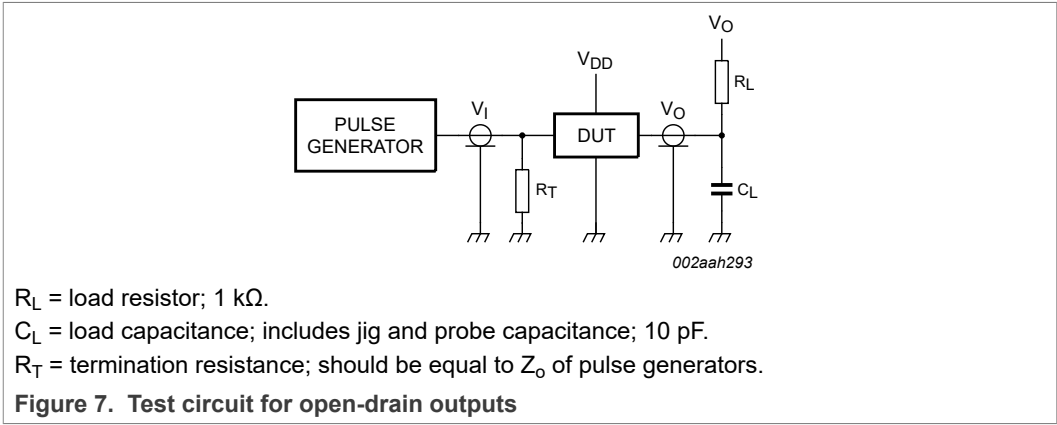 VO
RL
VDD
VI
VO
PULSE
GENERATOR
DUT
RT
CL
002aah293
RL = load resistor; 1 kΩ.
CL = load capacitance; includes jig and probe capacitance; 10 pF.
RT = termination resistance; should be equal to Zo of pulse generators.
Figure 7. Test circuit for open-drain outputs